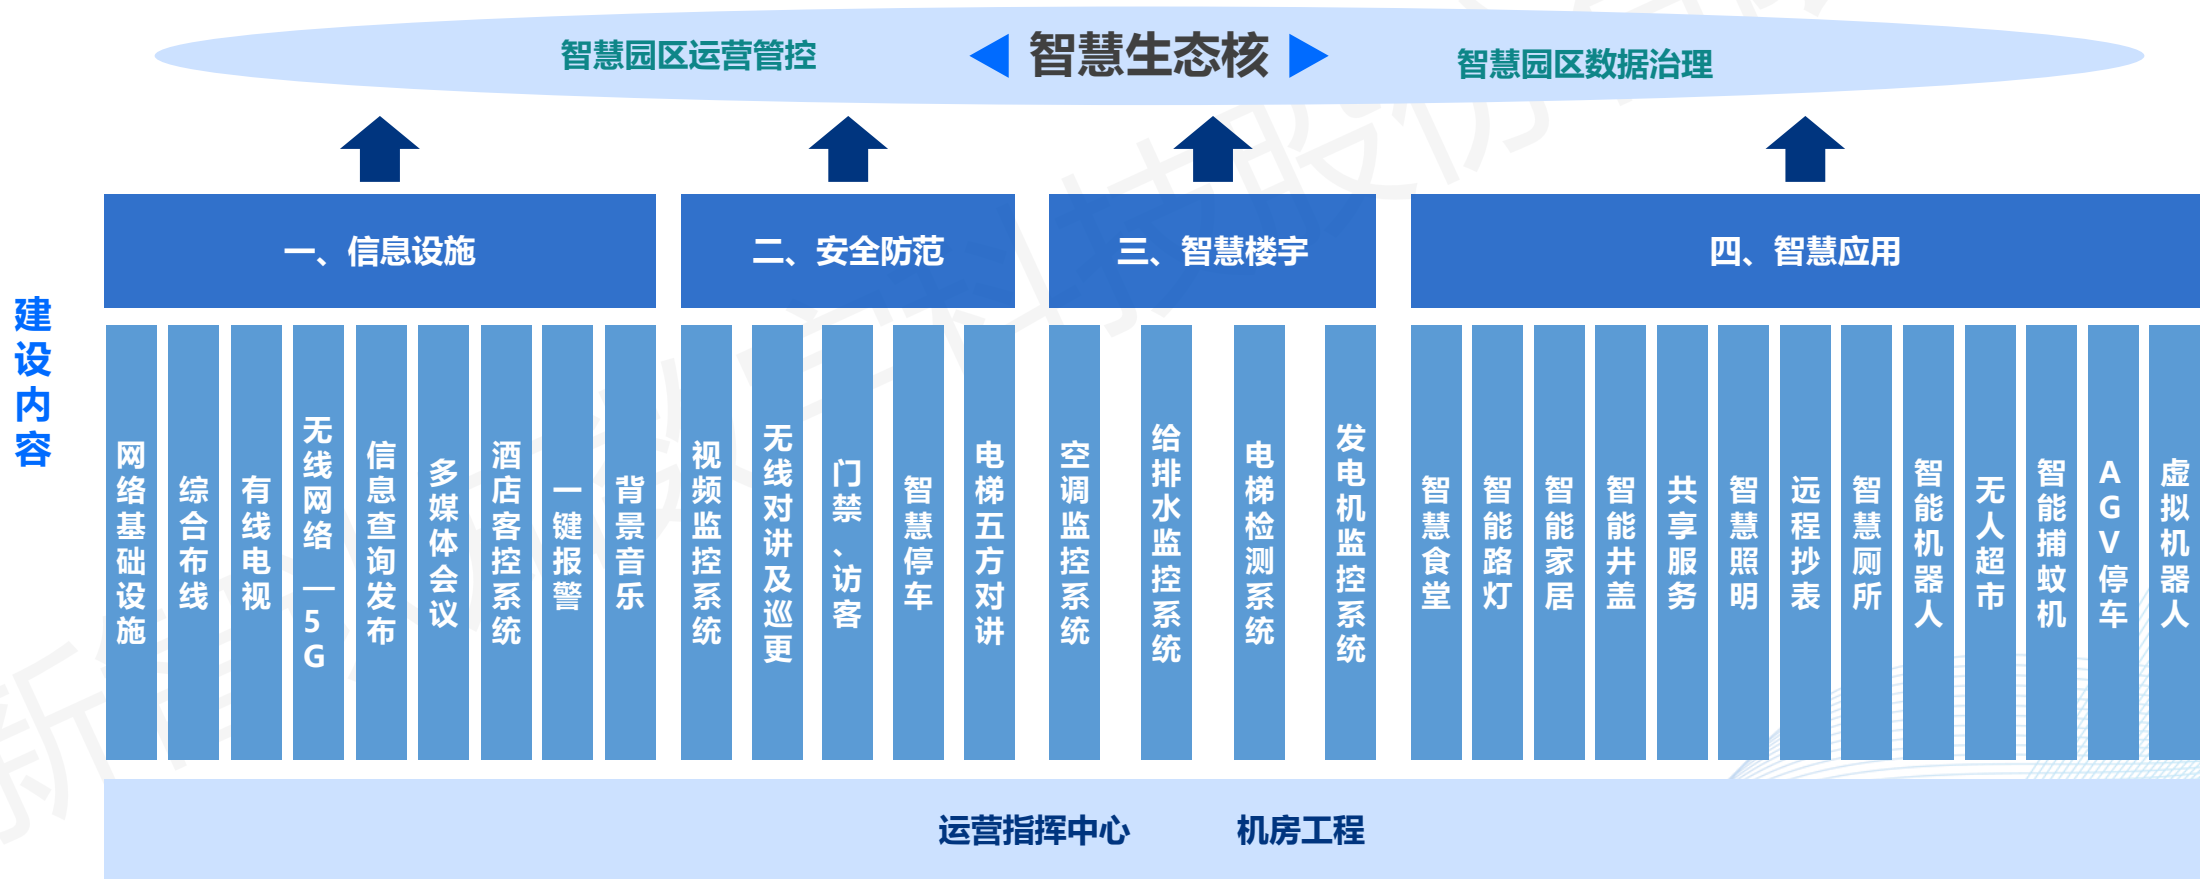 智慧园区运营管控
智慧生态核
智慧园区数据治理
一、信息设施
二、安全防范
三、智慧楼宇
四、智慧应用
建设内容
网络基础设施
综合布线
有线电视
无线网络—5G
信息查询发布
多媒体会议
酒店客控系统
一键报警
背景音乐
视频监控系统
无线对讲及巡更
门禁、访客
智慧停车
电梯五方对讲
空调监控系统
给排水监控系统
电梯检测系统
发电机监控系统
智慧食堂
智能路灯
智能家居
智能井盖
共享服务
智慧照明
远程抄表
智慧厕所
智能机器人
无人超市
智能捕蚊机
AGV停车
虚拟机器人
运营指挥中心
机房工程